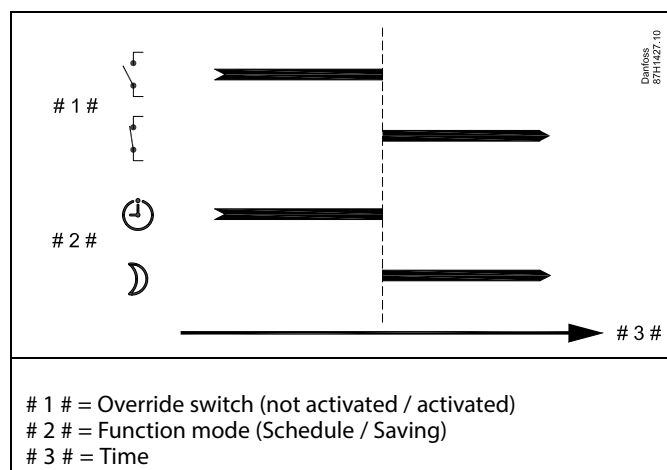 Danfoss
87H1427.10
# 1 #
# 2 #
# 3 #
# 1 # = Override switch (not activated / activated)
# 2 # = Function mode (Schedule / Saving)
# 3 # = Time